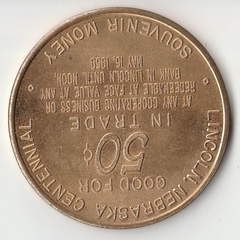 LINCOLN, NEBRASKA CENTENNIAL
SOUVENIR MONEY
GOOD FOR
50¢
IN TRADE
AT ANY COOPERATING BUSINESS OR
REDEEMABLE AT FACE VALUE AT ANY
BANK IN LINCOLN UNTIL NOON,
MAY 16, 1959